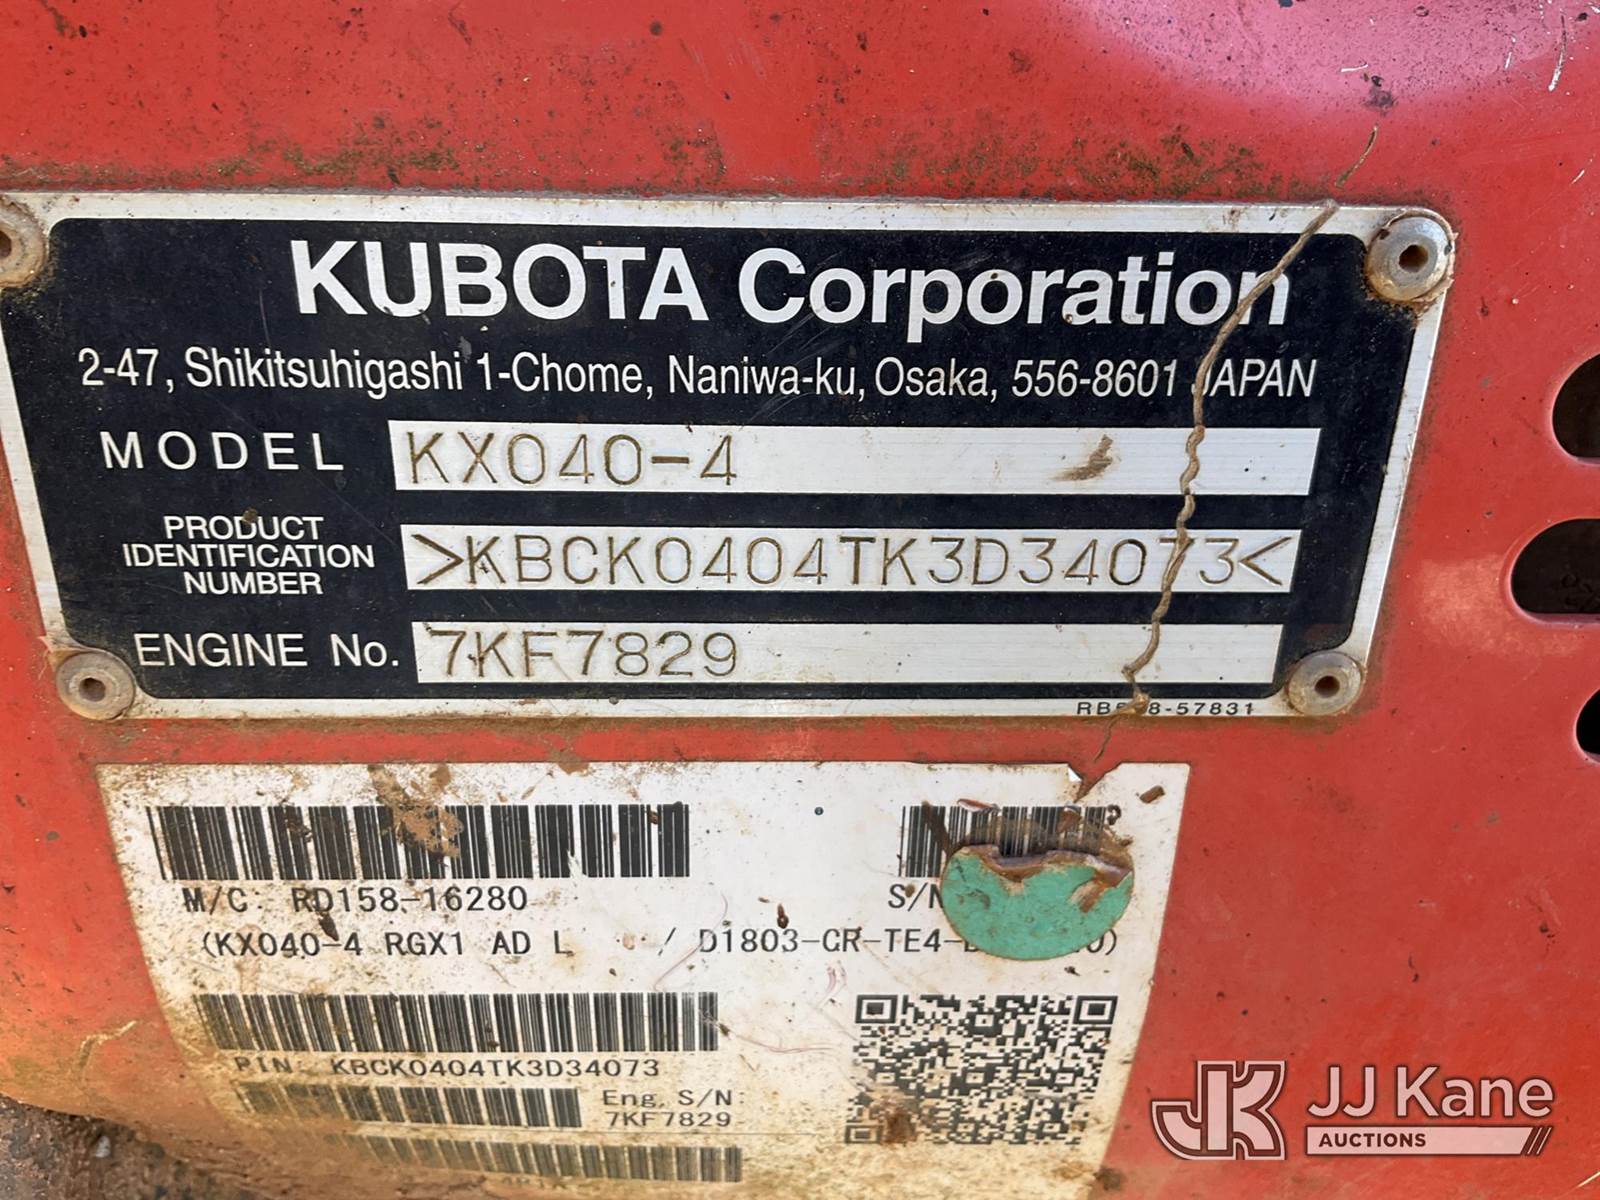 KUBOTA Corporation
2-47, Shikitsuhigashi 1-Chome, Naniwa-ku, Osaka, 556-8601 JAPAN
MODEL KX040-4
PRODUCT
IDENTIFICATION
NUMBER
>KBCK0404TK3D34073<
ENGINE No. 7KF7829
M/C: RD158-16280
S/N
(KX040-4 RGX1 AD L / D1803-CR-TE4-
PIN: KBCK0404TK3D34073
Eng, S/N:
7KF7829
JK JJ Kane
AUCTIONS